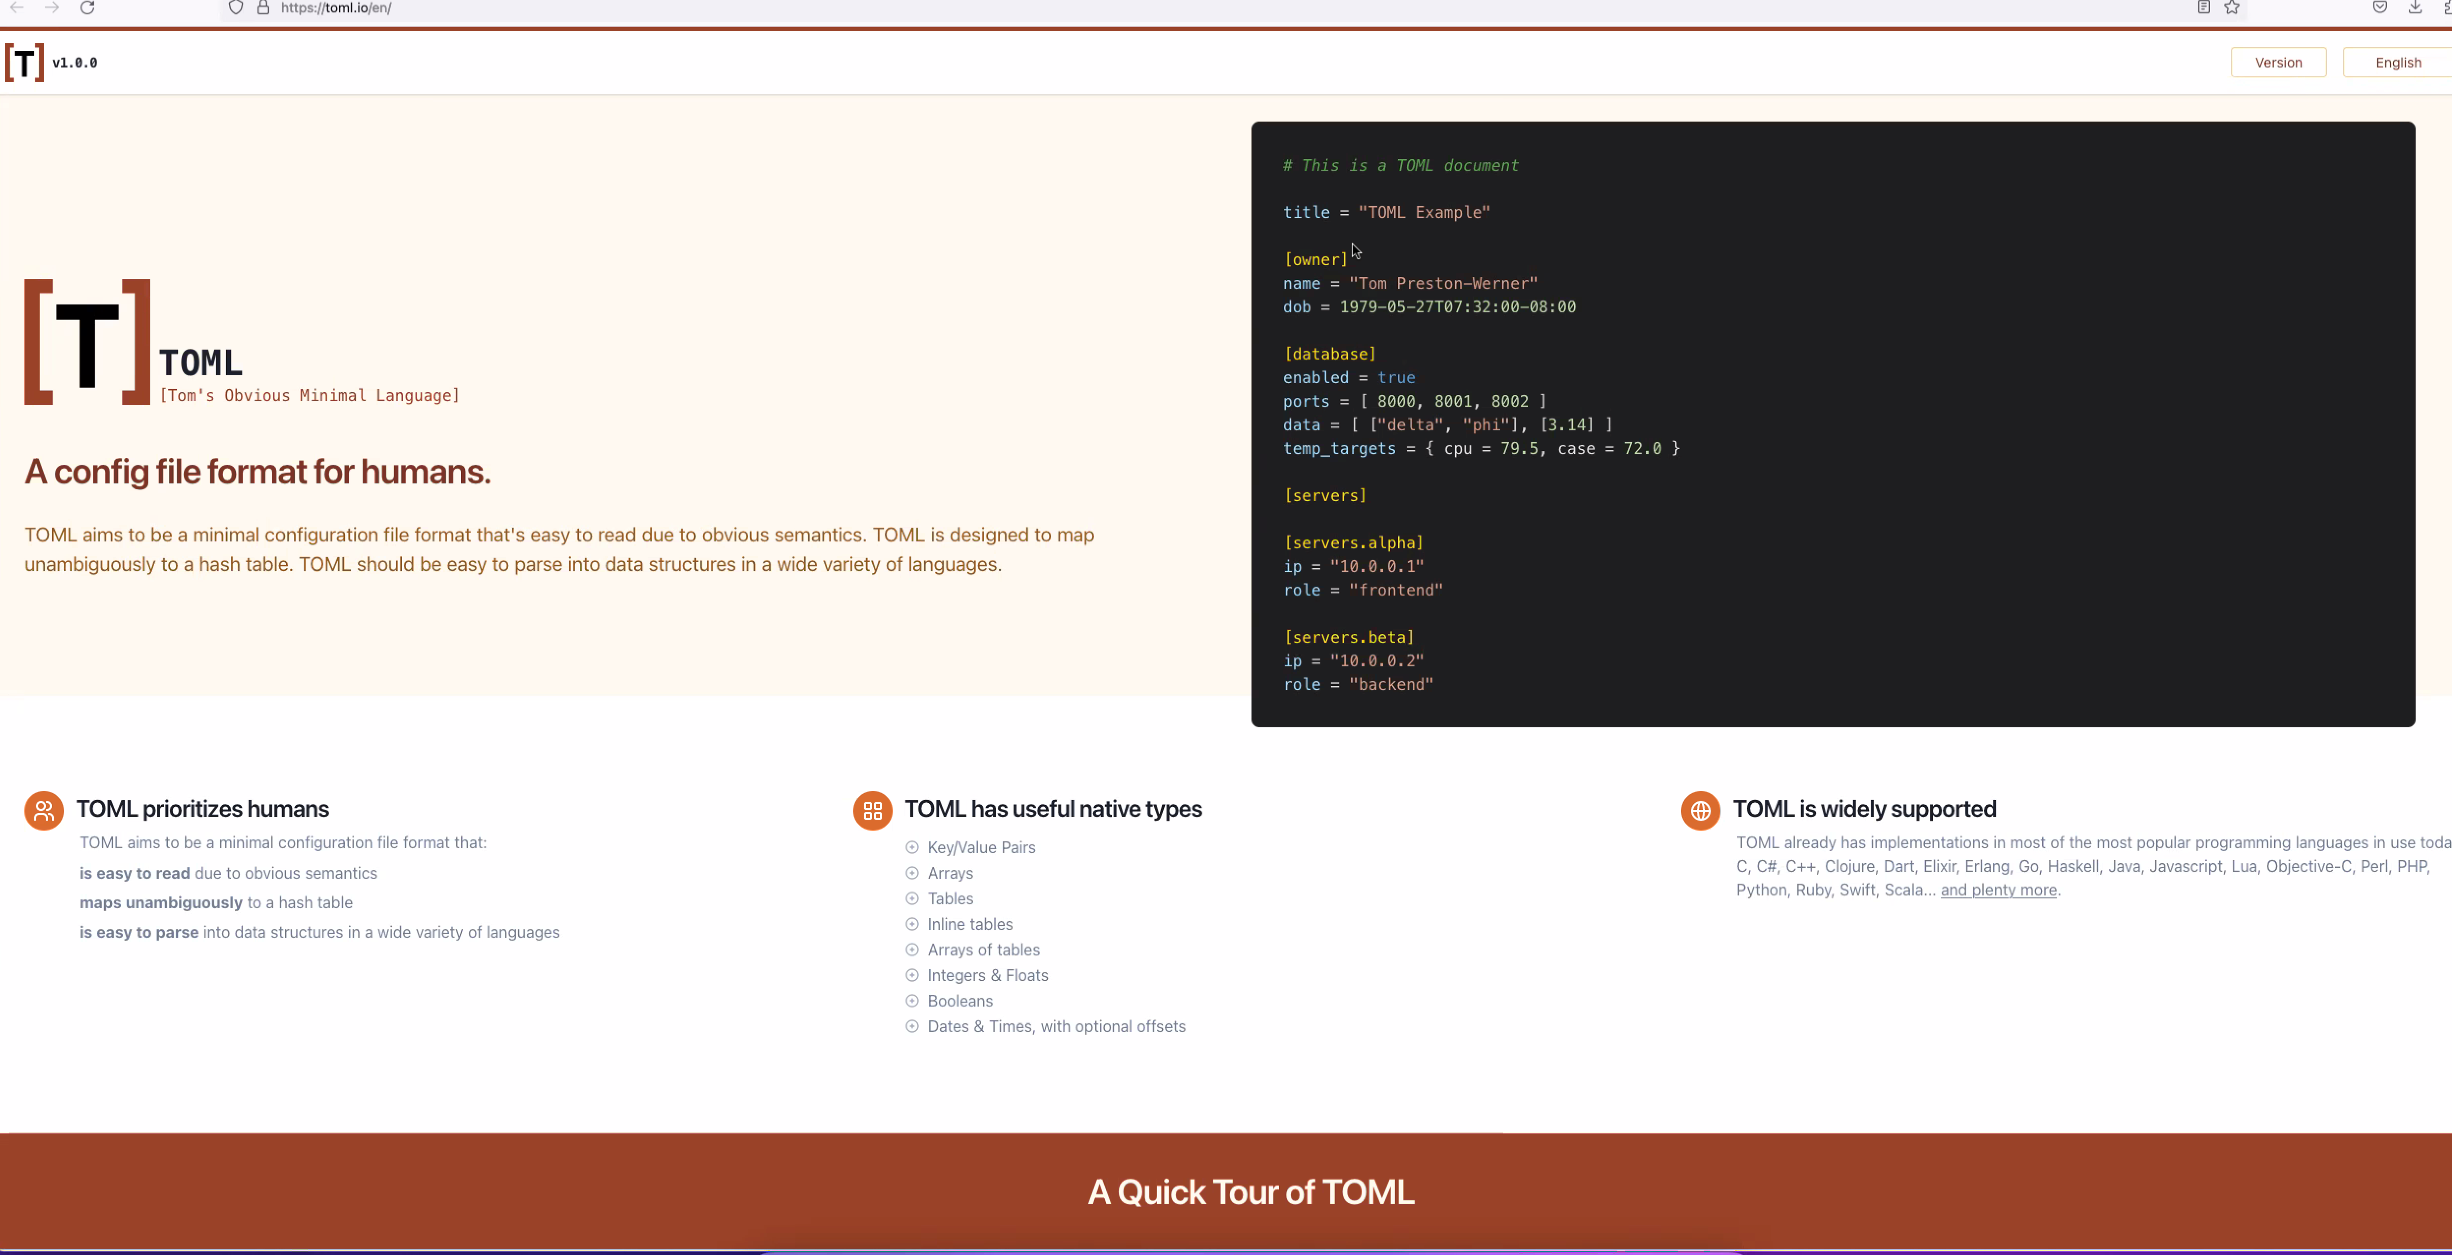 https://toml.io/en/
[T] v1.0.0
Version
English
[T] TOML
[Tom's Obvious Minimal Language]
A config file format for humans.
TOML aims to be a minimal configuration file format that's easy to read due to obvious semantics. TOML is designed to map
unambiguously to a hash table. TOML should be easy to parse into data structures in a wide variety of languages.
# This is a TOML document
title = "TOML Example"
[owner]
name = "Tom Preston-Werner"
dob = 1979-05-27T07:32:00-08:00
[database]
enabled = true
ports = [ 8000, 8001, 8002 ]
data = [ ["delta", "phi"], [3.14] ]
temp_targets = { cpu = 79.5, case = 72.0 }
[servers]
[servers.alpha]
ip = "10.0.0.1"
role = "frontend"
[servers.beta]
ip = "10.0.0.2"
role = "backend"
TOML prioritizes humans
TOML aims to be a minimal configuration file format that:
is easy to read due to obvious semantics
maps unambiguously to a hash table
is easy to parse into data structures in a wide variety of languages
TOML has useful native types
Key/Value Pairs
Arrays
Tables
Inline tables
Arrays of tables
Integers & Floats
Booleans
Dates & Times, with optional offsets
TOML is widely supported
TOML already has implementations in most of the most popular programming languages in use toda
C, C#, C++, Clojure, Dart, Elixir, Erlang, Go, Haskell, Java, Javascript, Lua, Objective-C, Perl, PHP,
Python, Ruby, Swift, Scala... and plenty more.
A Quick Tour of TOML